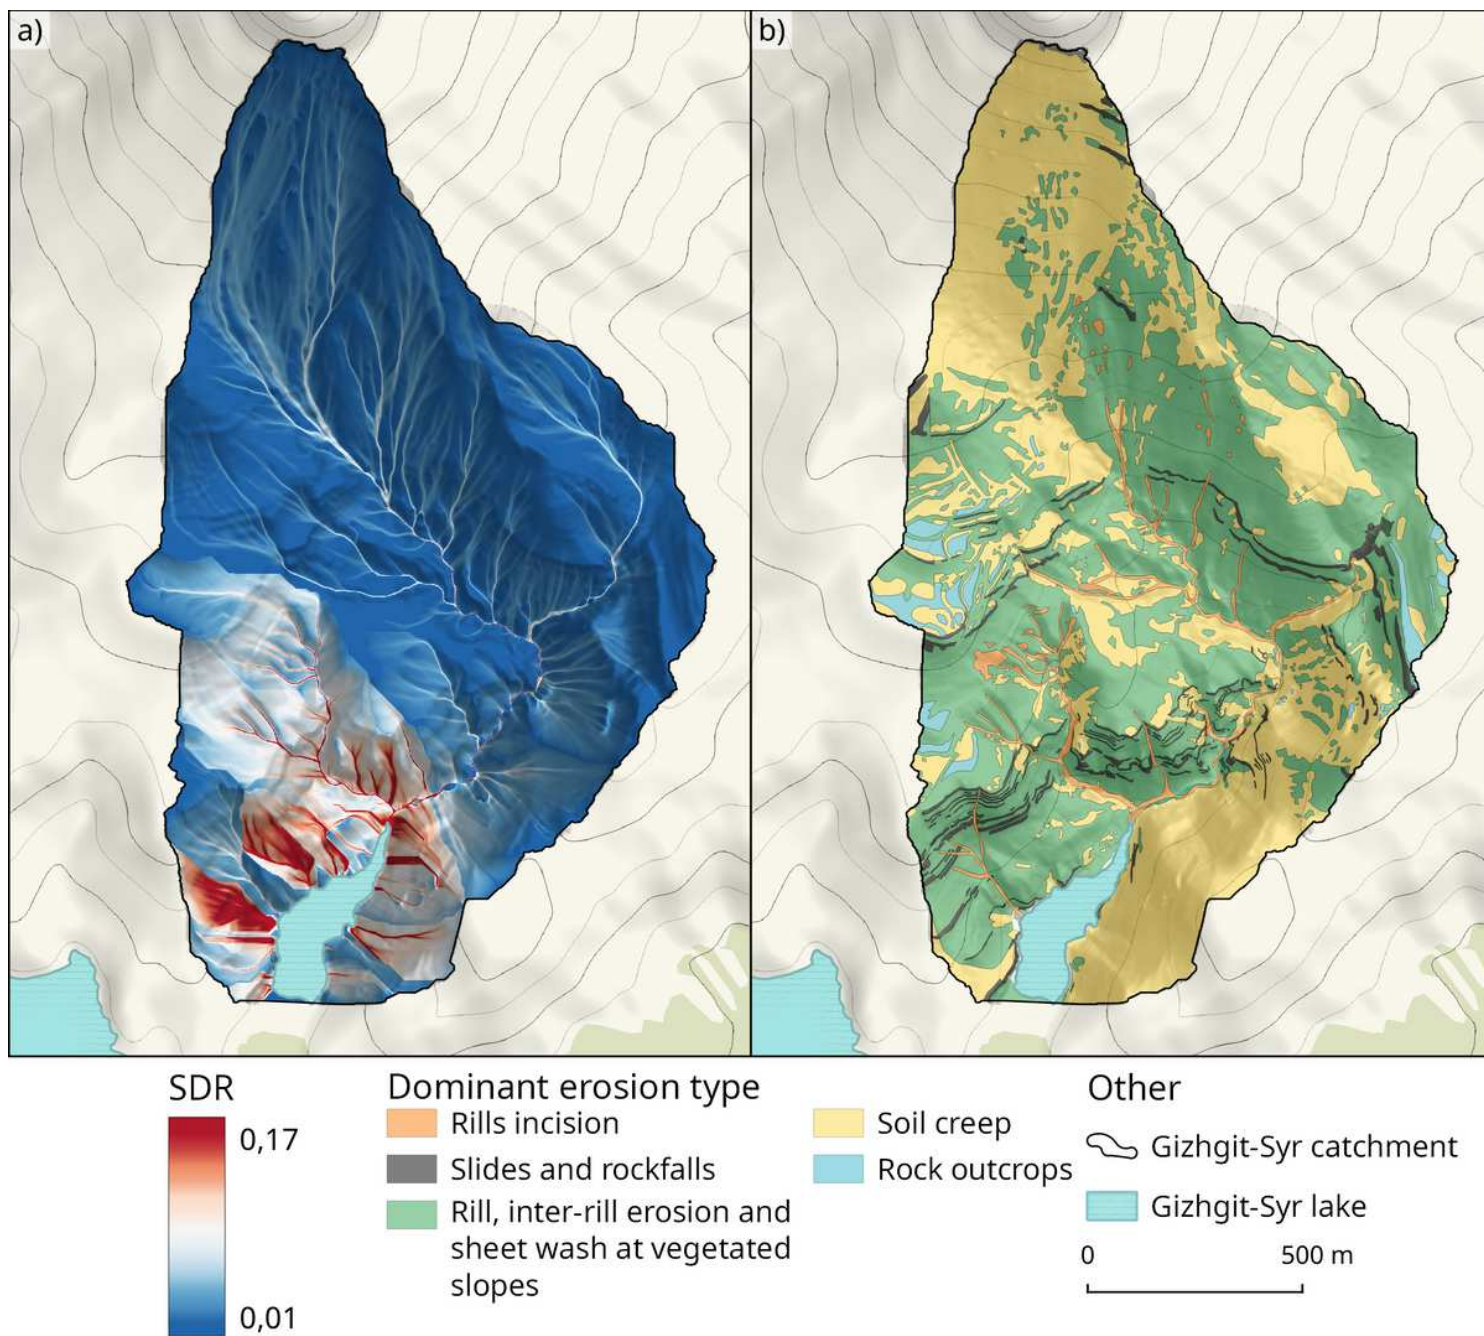 a)
b)
SDR
0,17
0,01
Dominant erosion type
Rills incision
Slides and rockfalls
Rill, inter-rill erosion and
sheet wash at vegetated
slopes
Soil creep
Rock outcrops
Other
Gizhgit-Syr catchment
Gizhgit-Syr lake
0 500 m